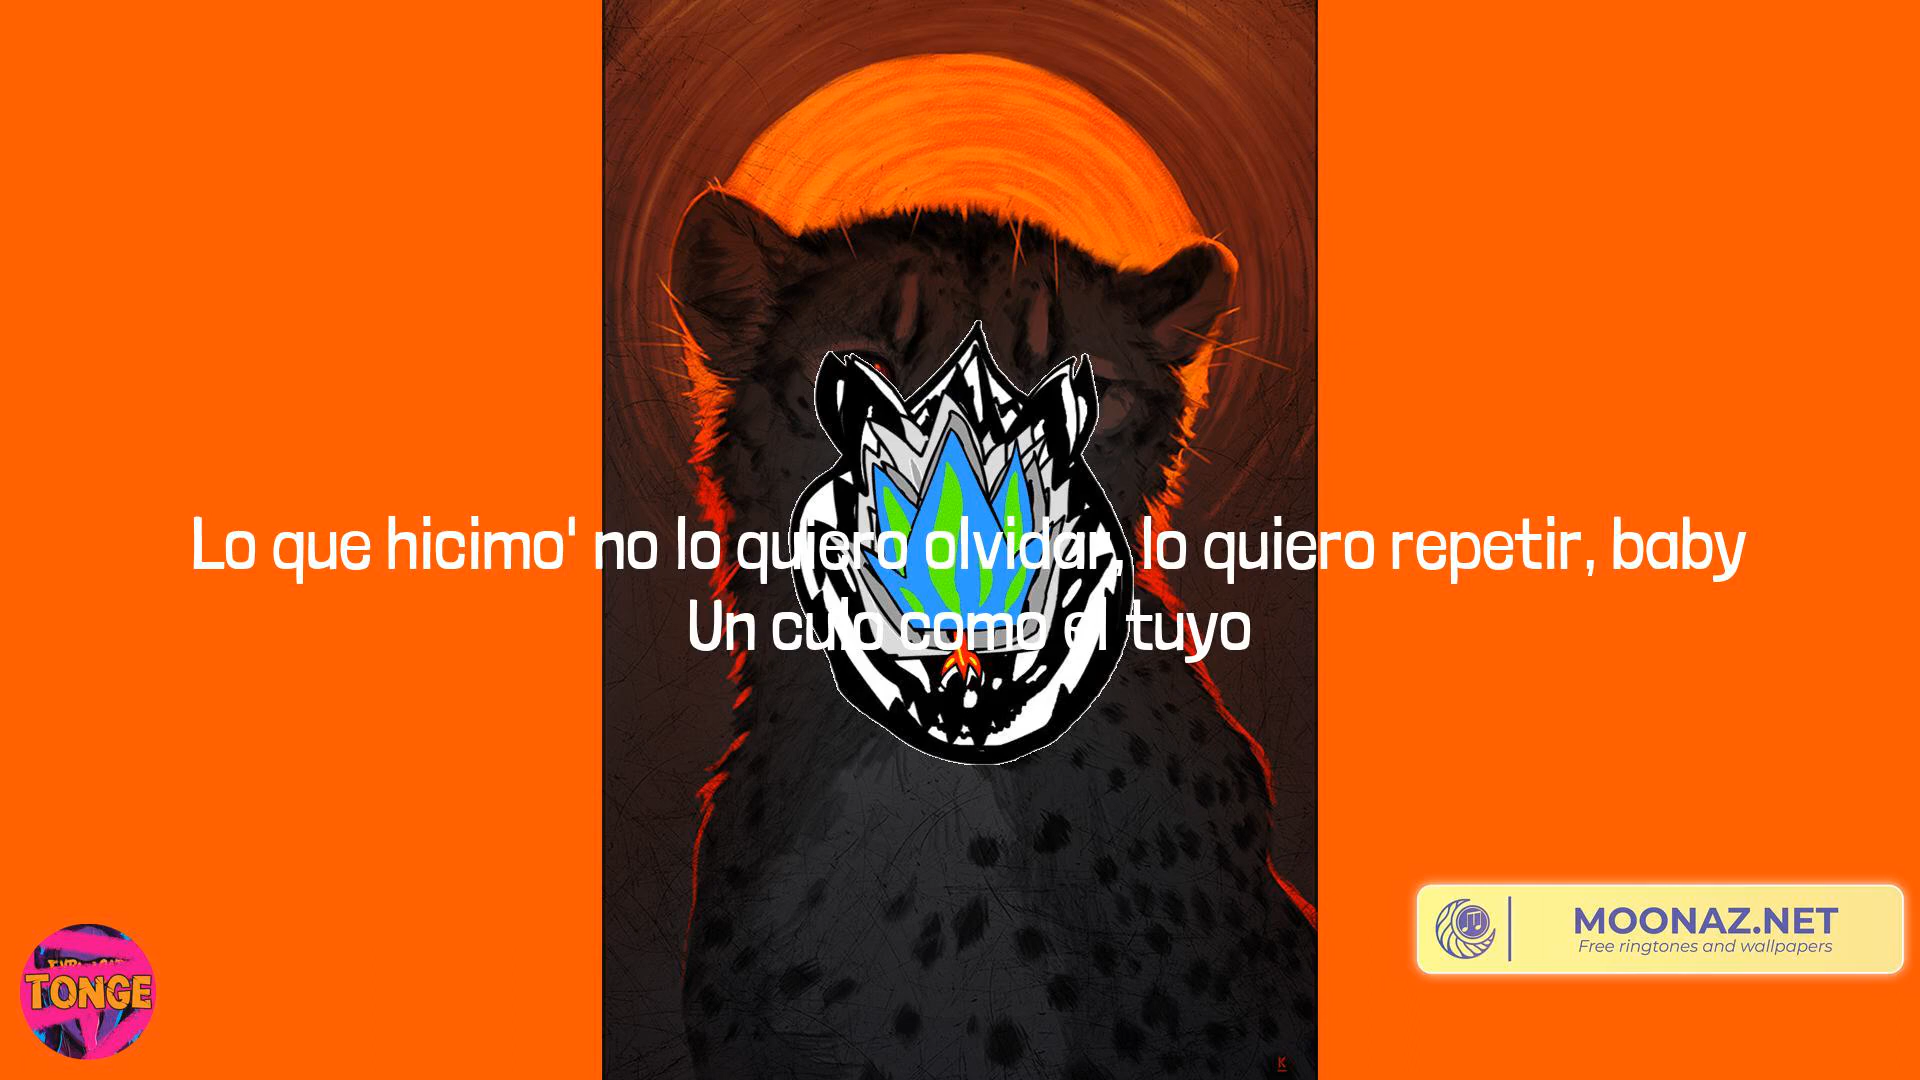 Lo que hicimo' no lo quiero olvidar, lo quiero repetir, baby
Un culo como el tuyo
TONGE
MOONAZ.NET
Free ringtones and wallpapers
K